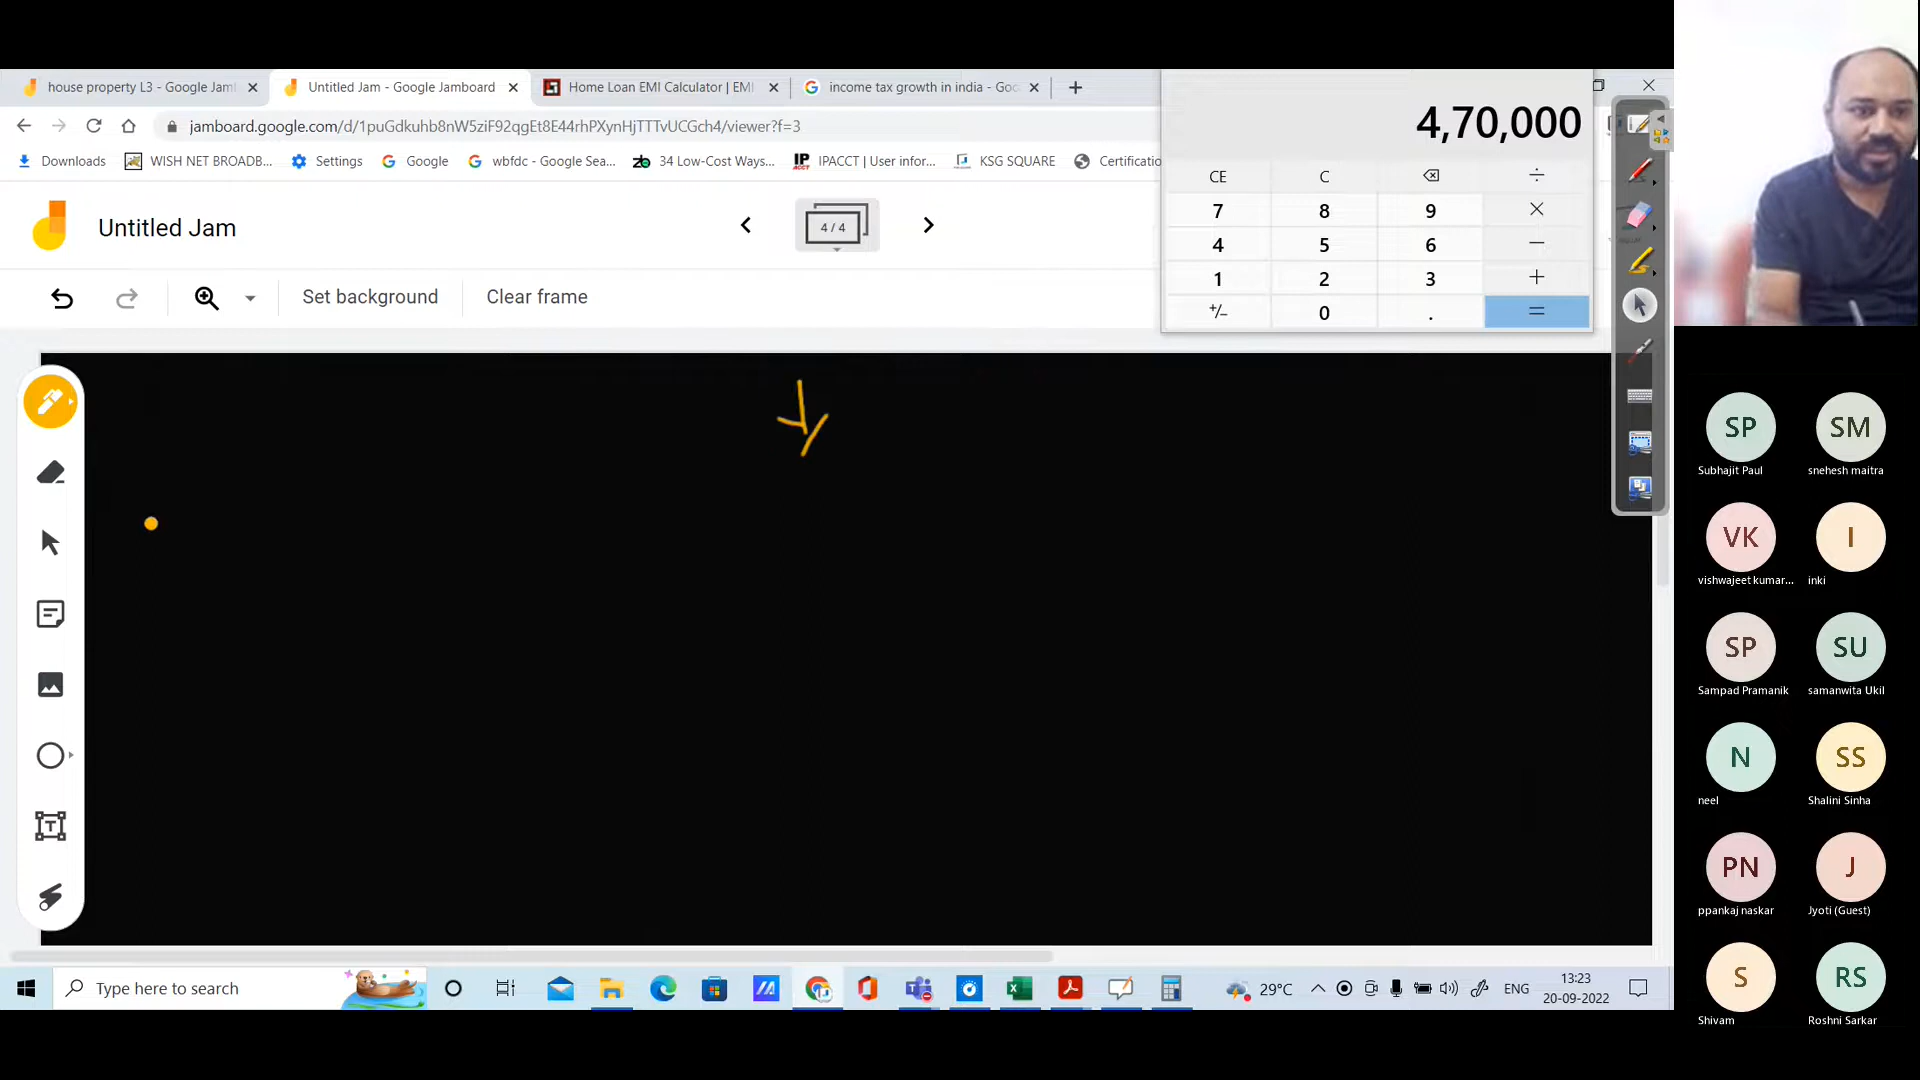 house property L3 - Google Jam
Untitled Jam - Google Jamboard
Home Loan EMI Calculator | EMI
income tax growth in india - Goo
jamboard.google.com/d/1puGdkuhb8nW5ziF92qgEt8E44rhPXynHjTTTvUCGch4/viewer?f=3
Downloads
WISH NET BROADB...
Settings
Google
wbfdc - Google Sea...
34 Low-Cost Ways...
IPACCT | User infor...
KSG SQUARE
Certificatio
4,70,000
CE C ⌫ ÷
7 8 9 ×
4 5 6 −
1 2 3 +
+/− 0 . =
Untitled Jam
4 / 4
Set background
Clear frame
SP
Subhajit Paul
SM
snehesh maitra
VK
vishwajeet kumar...
I
inki
SP
Sampad Pramanik
SU
samanwita Ukil
N
neel
SS
Shalini Sinha
PN
ppankaj naskar
J
Jyoti (Guest)
S
Shivam
RS
Roshni Sarkar
Type here to search
29°C
ENG
13:23
20-09-2022